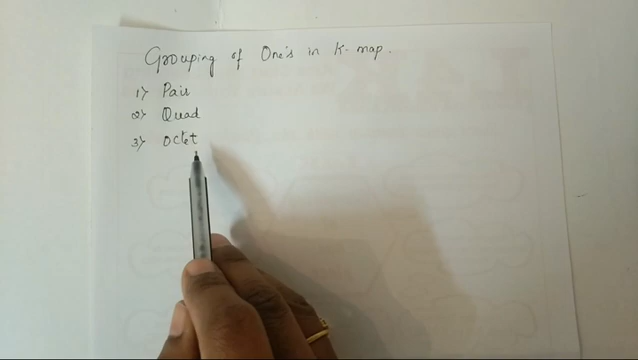 Grouping of One's in K-map.
1) Pair
2) Quad
3) Octet